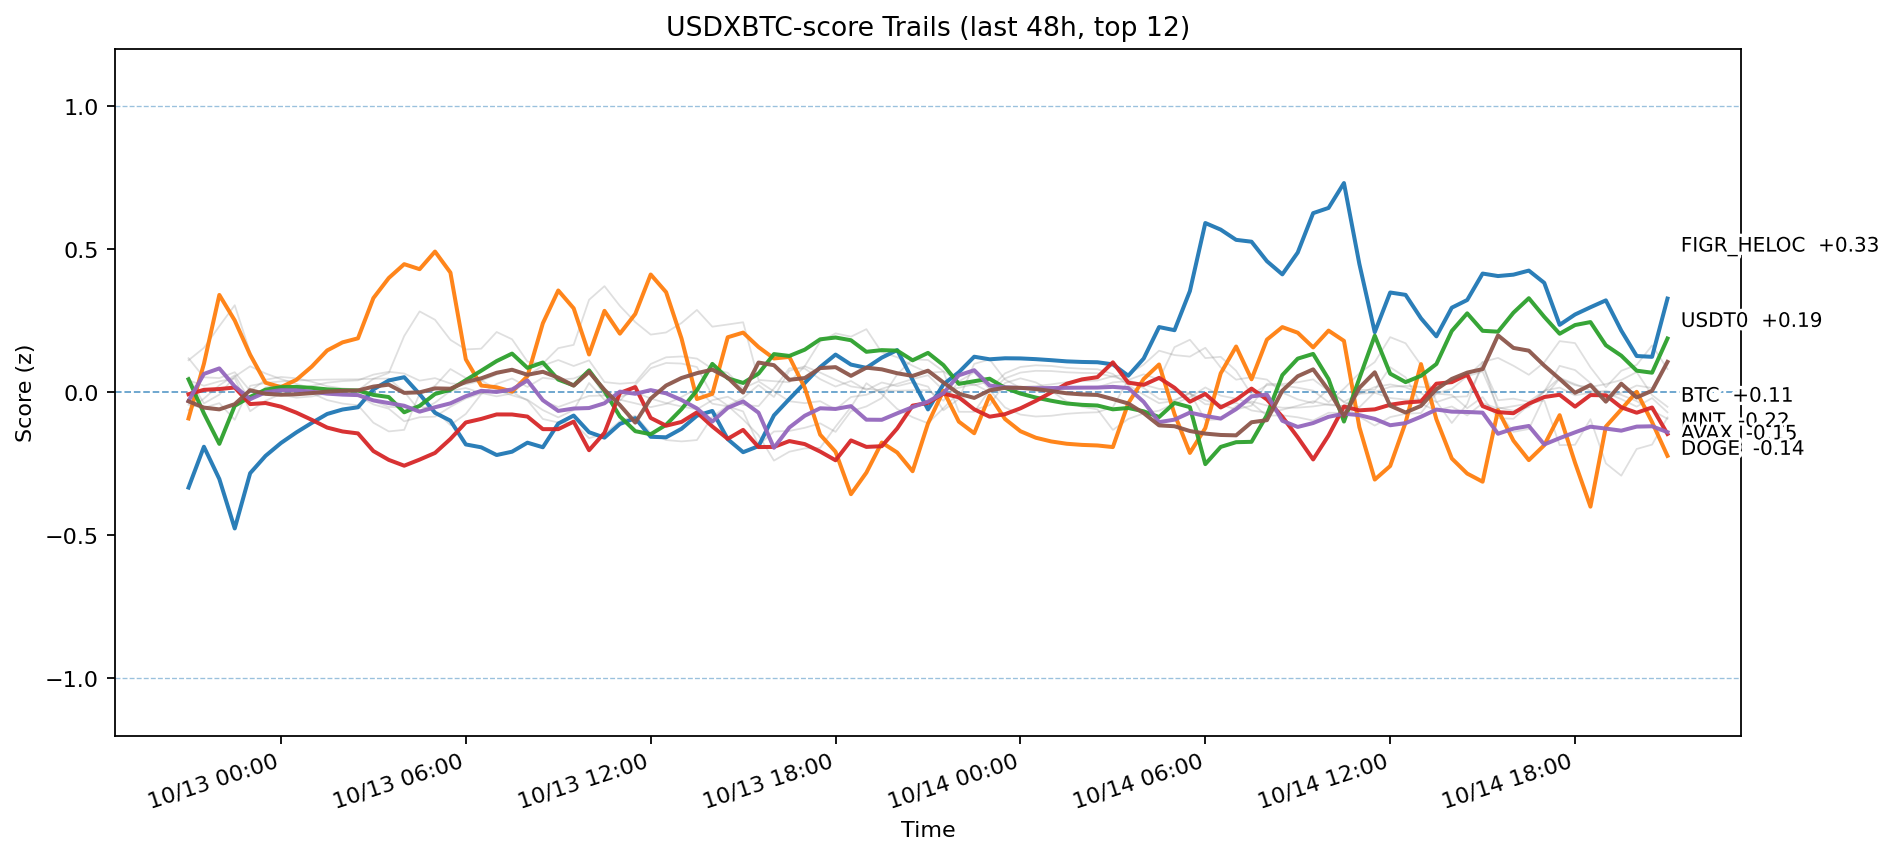 USDXBTC-score Trails (last 48h, top 12)
Score (z)
1.0
0.5
0.0
−0.5
−1.0
FIGR_HELOC +0.33
USDT0 +0.19
BTC +0.11
MNT -0.22
AVAX -0.15
DOGE -0.14
10/13 00:00
10/13 06:00
10/13 12:00
10/13 18:00
10/14 00:00
10/14 06:00
10/14 12:00
10/14 18:00
Time